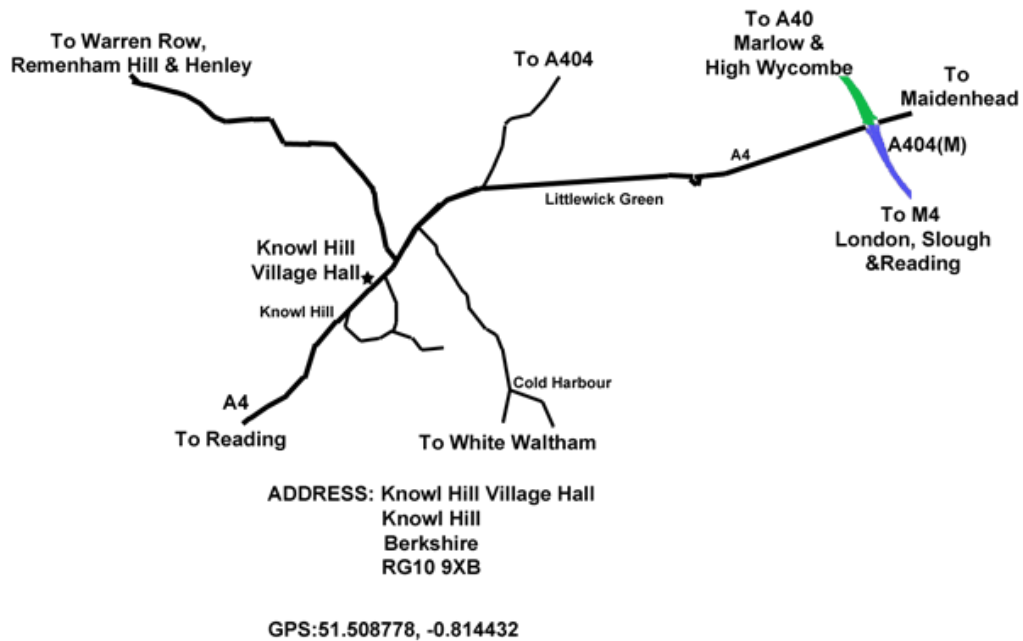 To Warren Row,
Remenham Hill & Henley
To A404
To A40
Marlow &
High Wycombe
To
Maidenhead
A404(M)
A4
Littlewick Green
To M4
London, Slough
&Reading
Knowl Hill
Village Hall
Knowl Hill
A4
To Reading
Cold Harbour
To White Waltham
ADDRESS: Knowl Hill Village Hall
Knowl Hill
Berkshire
RG10 9XB
GPS:51.508778, -0.814432